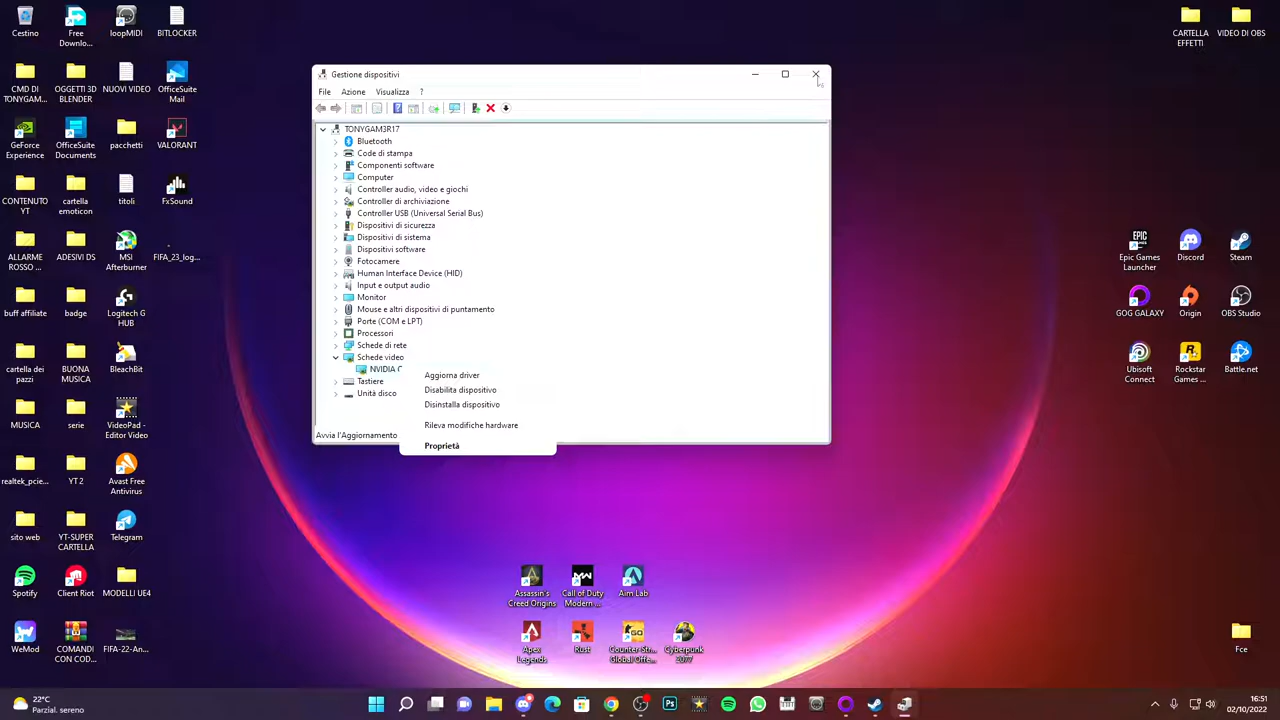 Cestino
Free
Downlo...
loopMIDI
BITLOCKER
CMD DI
TONYGAM...
OGGETTI 3D
BLENDER
NUOVI VIDEO
OfficeSuite
Mail
GeForce
Experience
OfficeSuite
Documents
pacchetti
VALORANT
CONTENUTO
YT
cartella
emoticon
titoli
FxSound
ALLARME
ROSSO ...
ADESIVI DS
MSI
Afterburner
FIFA_23_log...
buff affiliate
badge
Logitech G
HUB
cartella dei
pazzi
BUONA
MUSICA
BleachBit
MUSICA
serie
VideoPad -
Editor Video
realtek_pcie...
YT 2
Avast Free
Antivirus
sito web
YT-SUPER
CARTELLA
Telegram
Spotify
Client Riot
MODELLI UE4
WeMod
COMANDI
CON COD...
FIFA-22-An...
Gestione dispositivi
File Azione Visualizza ?
TONYGAM3R17
Bluetooth
Code di stampa
Componenti software
Computer
Controller audio, video e giochi
Controller di archiviazione
Controller USB (Universal Serial Bus)
Dispositivi di sicurezza
Dispositivi di sistema
Dispositivi software
Fotocamere
Human Interface Device (HID)
Input e output audio
Monitor
Mouse e altri dispositivi di puntamento
Porte (COM e LPT)
Processori
Schede di rete
Schede video
NVIDIA G
Tastiere
Unità disco
Avvia l'Aggiornamento
Aggiorna driver
Disabilita dispositivo
Disinstalla dispositivo
Rileva modifiche hardware
Proprietà
CARTELLA
EFFETTI
VIDEO DI OBS
EPIC
GAMES
Epic Games
Launcher
Discord
Steam
GOG GALAXY
Origin
OBS Studio
Ubisoft
Connect
Rockstar
Games ...
Battle.net
Assassin's
Creed Origins
Call of Duty
Modern ...
Aim Lab
Apex
Legends
Rust
Counter-Str...
Global Offe...
Cyberpunk
2077
Fce
22°C
Parzial. sereno
16:51
02/10/2022